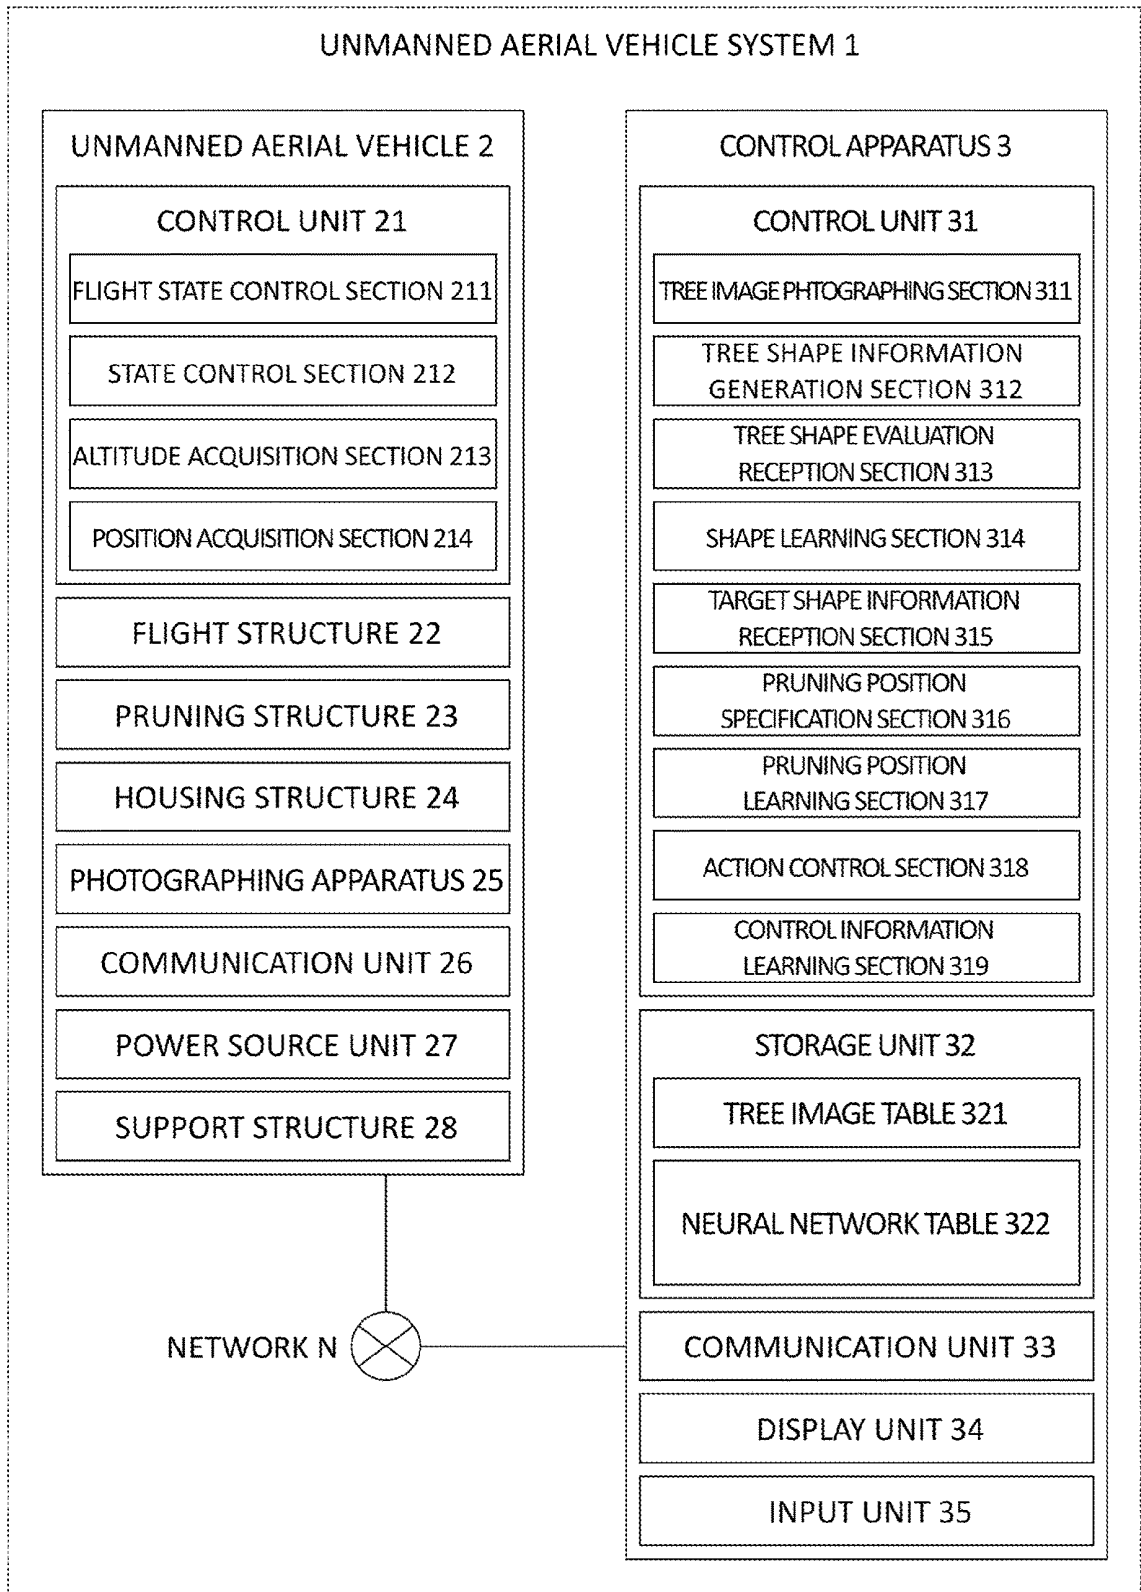 UNMANNED AERIAL VEHICLE SYSTEM 1
UNMANNED AERIAL VEHICLE 2
CONTROL UNIT 21
FLIGHT STATE CONTROL SECTION 211
STATE CONTROL SECTION 212
ALTITUDE ACQUISITION SECTION 213
POSITION ACQUISITION SECTION 214
FLIGHT STRUCTURE 22
PRUNING STRUCTURE 23
HOUSING STRUCTURE 24
PHOTOGRAPHING APPARATUS 25
COMMUNICATION UNIT 26
POWER SOURCE UNIT 27
SUPPORT STRUCTURE 28
NETWORK N
CONTROL APPARATUS 3
CONTROL UNIT 31
TREE IMAGE PHTOGRAPHING SECTION 311
TREE SHAPE INFORMATION
GENERATION SECTION 312
TREE SHAPE EVALUATION
RECEPTION SECTION 313
SHAPE LEARNING SECTION 314
TARGET SHAPE INFORMATION
RECEPTION SECTION 315
PRUNING POSITION
SPECIFICATION SECTION 316
PRUNING POSITION
LEARNING SECTION 317
ACTION CONTROL SECTION 318
CONTROL INFORMATION
LEARNING SECTION 319
STORAGE UNIT 32
TREE IMAGE TABLE 321
NEURAL NETWORK TABLE 322
COMMUNICATION UNIT 33
DISPLAY UNIT 34
INPUT UNIT 35